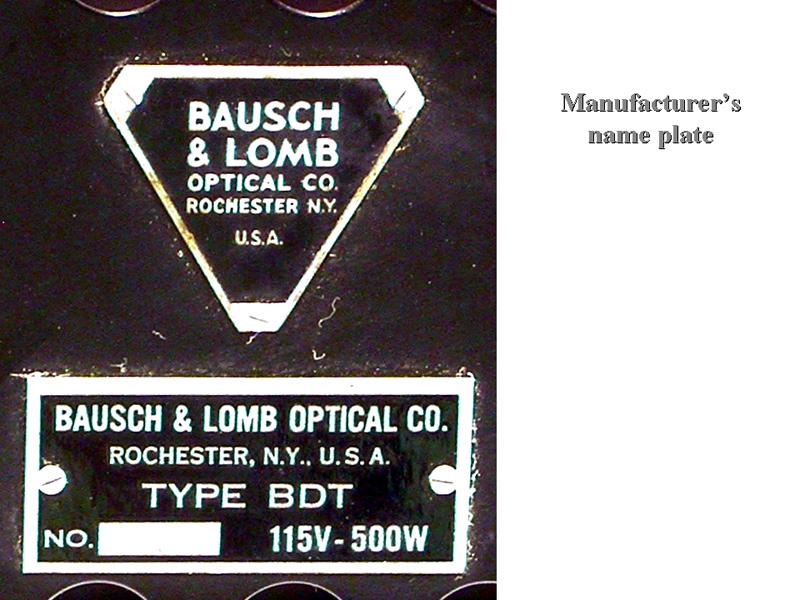 BAUSCH
& LOMB
OPTICAL CO.
ROCHESTER N.Y.
U.S.A.
Manufacturer's
name plate
BAUSCH & LOMB OPTICAL CO.
ROCHESTER, N.Y., U.S.A.
TYPE BDT
NO. 115V-500W